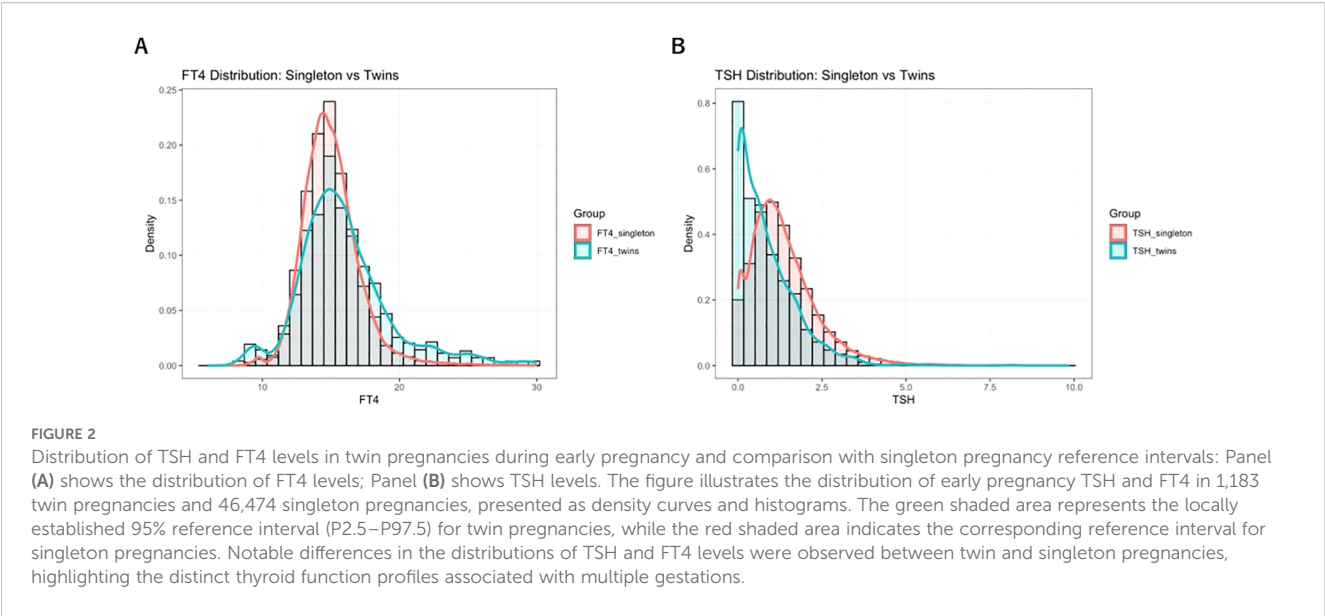 A
FT4 Distribution: Singleton vs Twins
0.25
0.20
0.15
0.10
0.05
0.00
Density
10
20
30
FT4
Group
FT4_singleton
FT4_twins
B
TSH Distribution: Singleton vs Twins
0.8
0.6
0.4
0.2
0.0
Density
0.0
2.5
5.0
7.5
10.0
TSH
Group
TSH_singleton
TSH_twins
FIGURE 2
Distribution of TSH and FT4 levels in twin pregnancies during early pregnancy and comparison with singleton pregnancy reference intervals: Panel
(A) shows the distribution of FT4 levels; Panel (B) shows TSH levels. The figure illustrates the distribution of early pregnancy TSH and FT4 in 1,183
twin pregnancies and 46,474 singleton pregnancies, presented as density curves and histograms. The green shaded area represents the locally
established 95% reference interval (P2.5–P97.5) for twin pregnancies, while the red shaded area indicates the corresponding reference interval for
singleton pregnancies. Notable differences in the distributions of TSH and FT4 levels were observed between twin and singleton pregnancies,
highlighting the distinct thyroid function profiles associated with multiple gestations.